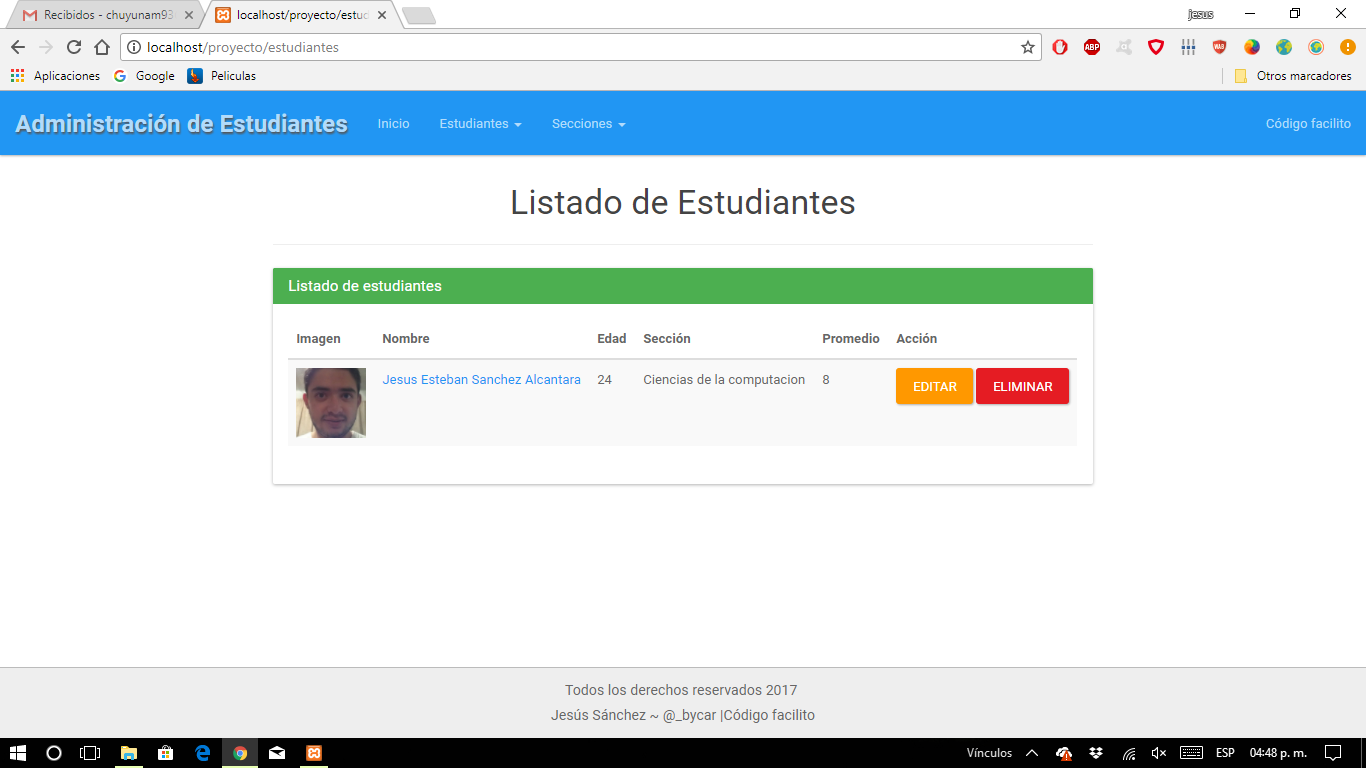 Recibidos - chuyunam93
localhost/proyecto/estud
jesus
localhost/proyecto/estudiantes
ABP
Aplicaciones
Google
Peliculas
Otros marcadores
Administración de Estudiantes
Inicio
Estudiantes
Secciones
Código facilito
Listado de Estudiantes
Listado de estudiantes
Imagen Nombre Edad Sección Promedio Acción
Jesus Esteban Sanchez Alcantara 24 Ciencias de la computacion 8 EDITAR ELIMINAR
Todos los derechos reservados 2017
Jesús Sánchez ~ @_bycar |Código facilito
Vínculos
ESP
04:48 p. m.